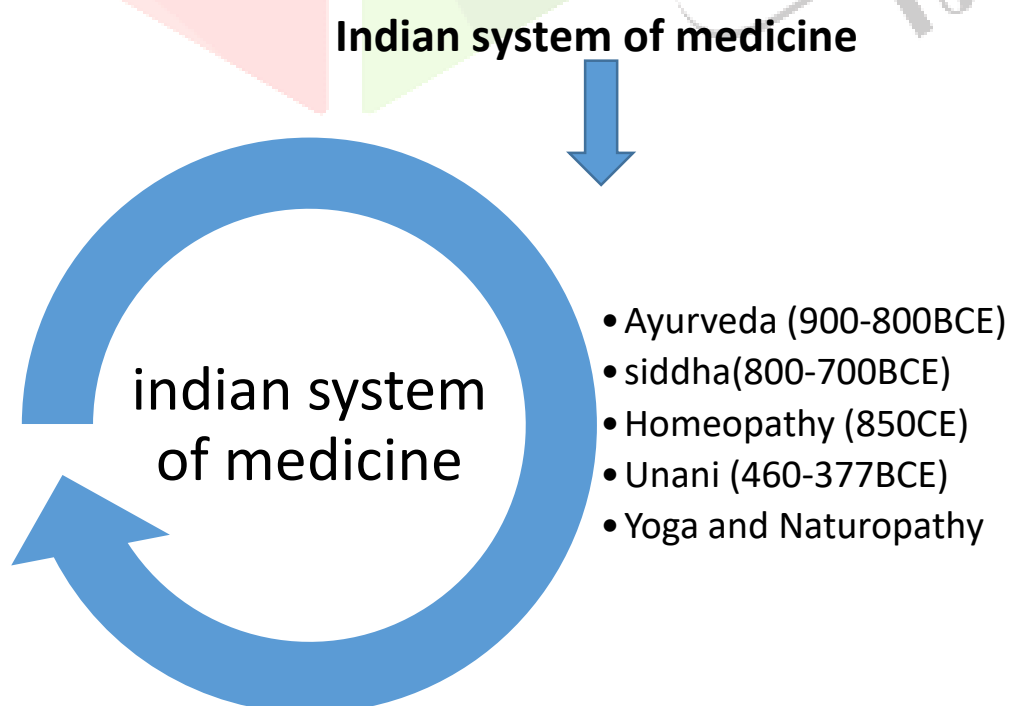 Indian system of medicine
indian system
of medicine
• Ayurveda (900-800BCE)
• siddha(800-700BCE)
• Homeopathy (850CE)
• Unani (460-377BCE)
• Yoga and Naturopathy